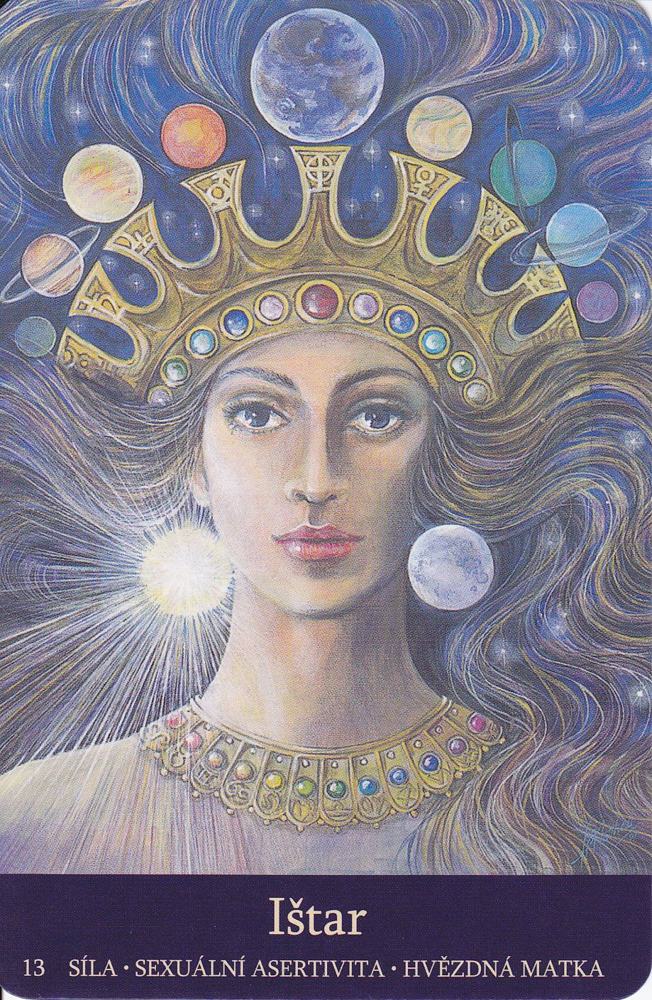 Ištar
13 SÍLA • SEXUÁLNÍ ASERTIVITA • HVĚZDNÁ MATKA